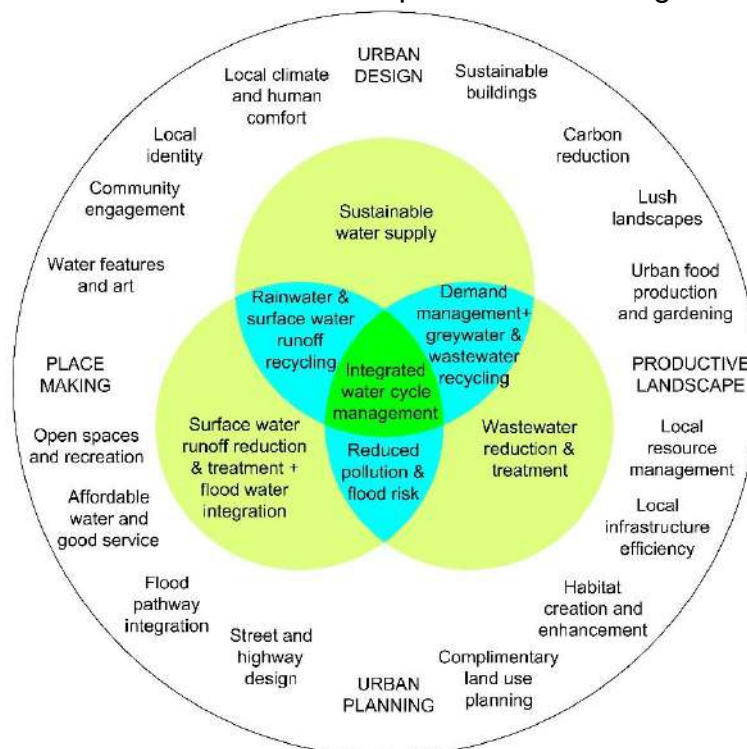 URBAN
DESIGN
Local climate
and human
comfort
Sustainable
buildings
Local
identity
Carbon
reduction
Community
engagement
Lush
landscapes
Sustainable
water supply
Water features
and art
Urban food
production
and gardening
Rainwater &
surface water
runoff
recycling
Demand
management+
greywater &
wastewater
recycling
PLACE
MAKING
Integrated
water cycle
management
PRODUCTIVE
LANDSCAPE
Open spaces
and recreation
Surface water
runoff reduction
& treatment +
flood water
integration
Reduced
pollution &
flood risk
Wastewater
reduction &
treatment
Local
resource
management
Affordable
water and
good service
Local
infrastructure
efficiency
Flood
pathway
integration
Habitat
creation and
enhancement
Street and
highway
design
URBAN
PLANNING
Complimentary
land use
planning